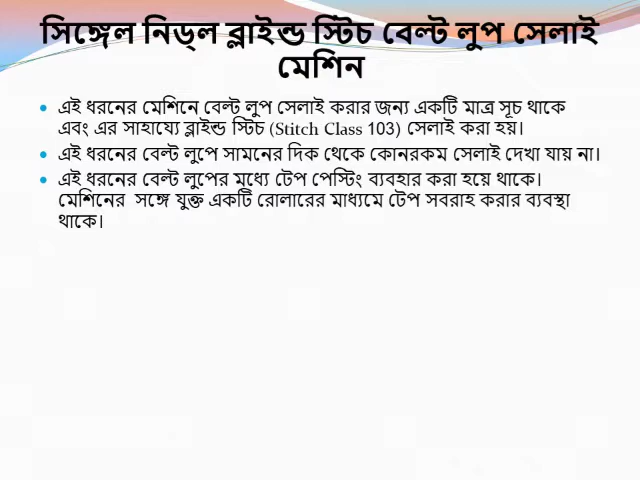 সিঙ্গেল নিড্ল ব্লাইন্ড স্টিচ বেল্ট লুপ সেলাই
মেশিন
• এই ধরনের মেশিনে বেল্ট লুপ সেলাই করার জন্য একটি মাত্র সূচ থাকে
এবং এর সাহায্যে ব্লাইন্ড স্টিচ (Stitch Class 103) সেলাই করা হয়।
• এই ধরনের বেল্ট লুপে সামনের দিক থেকে কোনরকম সেলাই দেখা যায় না।
• এই ধরনের বেল্ট লুপের মধ্যে টেপ পেস্টিং ব্যবহার করা হয়ে থাকে।
মেশিনের সঙ্গে যুক্ত একটি রোলারের মাধ্যমে টেপ সবরাহ করার ব্যবস্থা
থাকে।